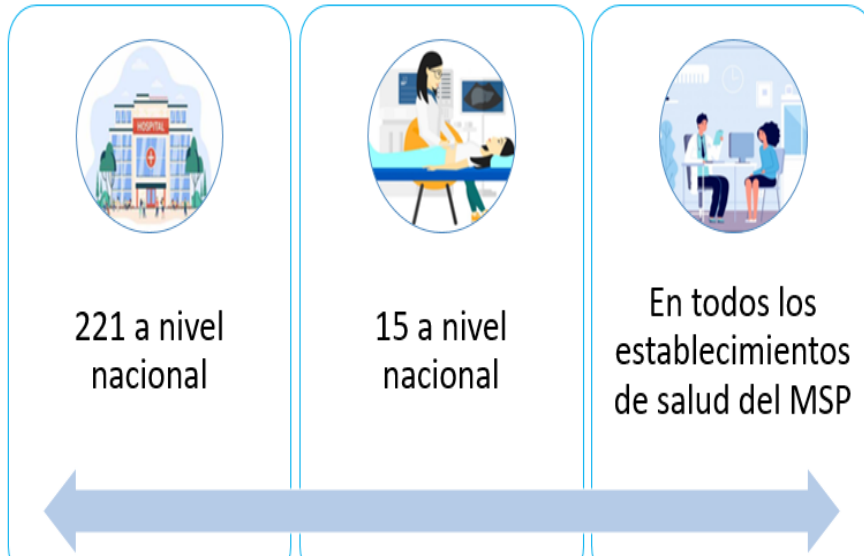 HOSPITAL
221 a nivel
nacional
15 a nivel
nacional
En todos los
establecimientos
de salud del MSP